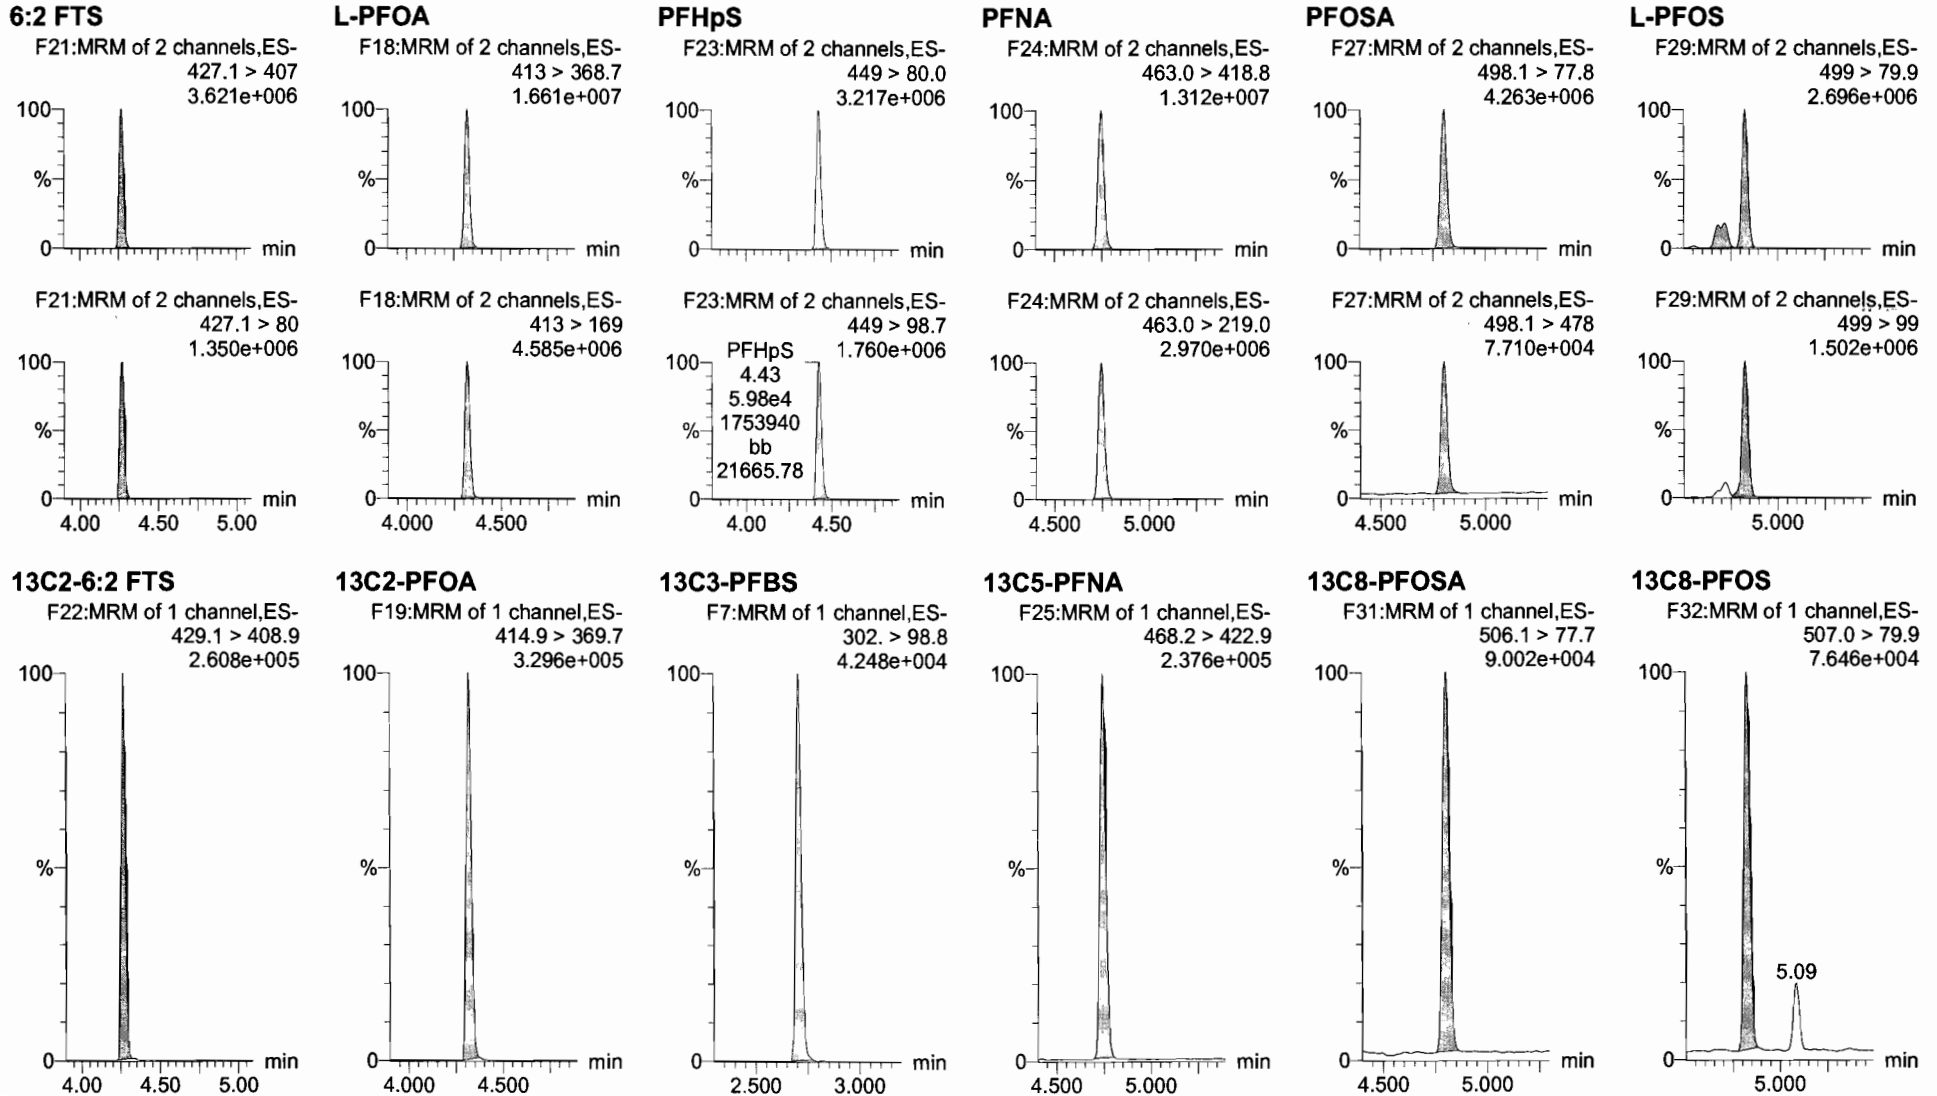 6:2 FTS
F21:MRM of 2 channels,ES-
427.1 > 407
3.621e+006
100
%
0
min
F21:MRM of 2 channels,ES-
427.1 > 80
1.350e+006
100
%
0
min
4.00 4.50 5.00
L-PFOA
F18:MRM of 2 channels,ES-
413 > 368.7
1.661e+007
100
%
0
min
F18:MRM of 2 channels,ES-
413 > 169
4.585e+006
100
%
0
min
4.000 4.500
PFHpS
F23:MRM of 2 channels,ES-
449 > 80.0
3.217e+006
100
%
0
min
F23:MRM of 2 channels,ES-
449 > 98.7
1.760e+006
PFHpS
4.43
5.98e4
1753940
bb
21665.78
100
%
0
min
4.00 4.50
PFNA
F24:MRM of 2 channels,ES-
463.0 > 418.8
1.312e+007
100
%
0
min
F24:MRM of 2 channels,ES-
463.0 > 219.0
2.970e+006
100
%
0
min
4.500 5.000
PFOSA
F27:MRM of 2 channels,ES-
498.1 > 77.8
4.263e+006
100
%
0
min
F27:MRM of 2 channels,ES-
498.1 > 478
7.710e+004
100
%
0
min
4.500 5.000
L-PFOS
F29:MRM of 2 channels,ES-
499 > 79.9
2.696e+006
100
%
0
min
F29:MRM of 2 channels,ES-
499 > 99
1.502e+006
100
%
0
min
5.000
13C2-6:2 FTS
F22:MRM of 1 channel,ES-
429.1 > 408.9
2.608e+005
100
%
0
min
4.00 4.50 5.00
13C2-PFOA
F19:MRM of 1 channel,ES-
414.9 > 369.7
3.296e+005
100
%
0
min
4.000 4.500
13C3-PFBS
F7:MRM of 1 channel,ES-
302. > 98.8
4.248e+004
100
%
0
min
2.500 3.000
13C5-PFNA
F25:MRM of 1 channel,ES-
468.2 > 422.9
2.376e+005
100
%
0
min
4.500 5.000
13C8-PFOSA
F31:MRM of 1 channel,ES-
506.1 > 77.7
9.002e+004
100
%
0
min
4.500 5.000
13C8-PFOS
F32:MRM of 1 channel,ES-
507.0 > 79.9
7.646e+004
100
%
5.09
0
min
5.000